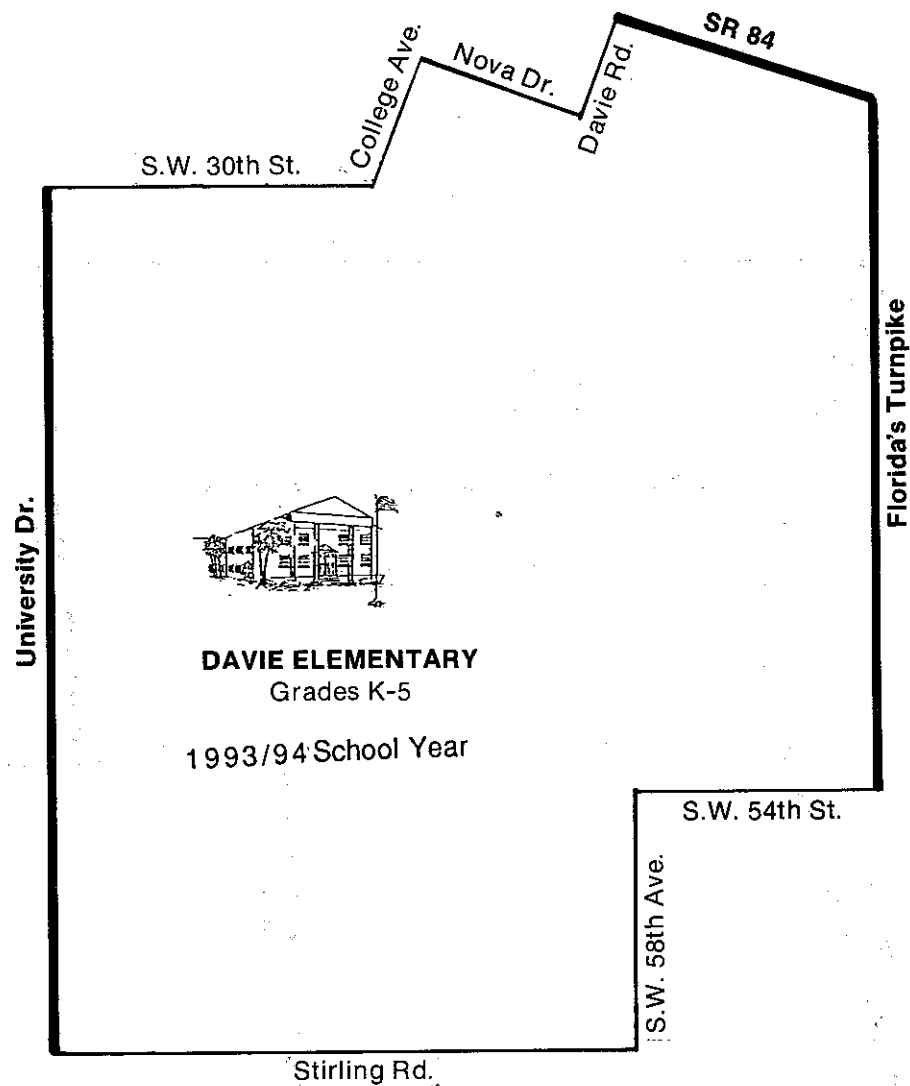 SR 84
College Ave.
Nova Dr.
Davie Rd.
S.W. 30th St.
University Dr.
Florida's Turnpike
DAVIE ELEMENTARY
Grades K-5
1993/94 School Year
S.W. 54th St.
S.W. 58th Ave.
Stirling Rd.